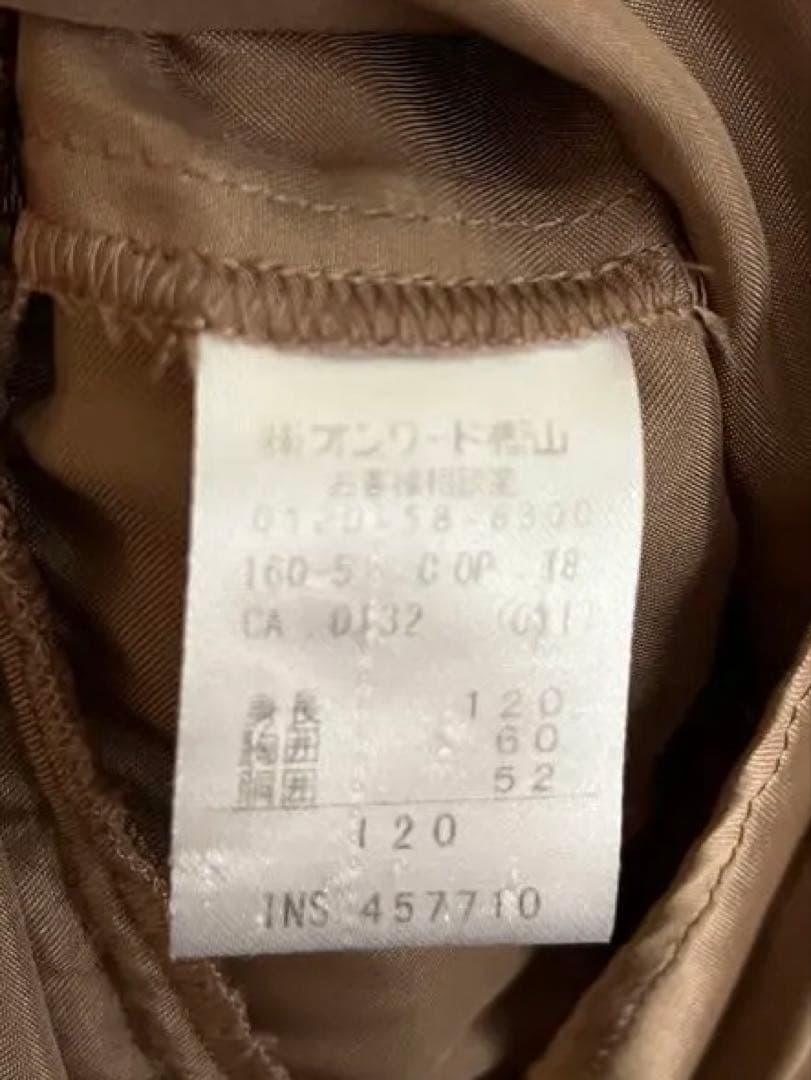 ㈱オンワード樫山
お客様相談室
0120-58-6300
160-5 C OP 18
CA 0132 (011)
身長 120
胸囲 60
胴囲 52
120
INS 457710